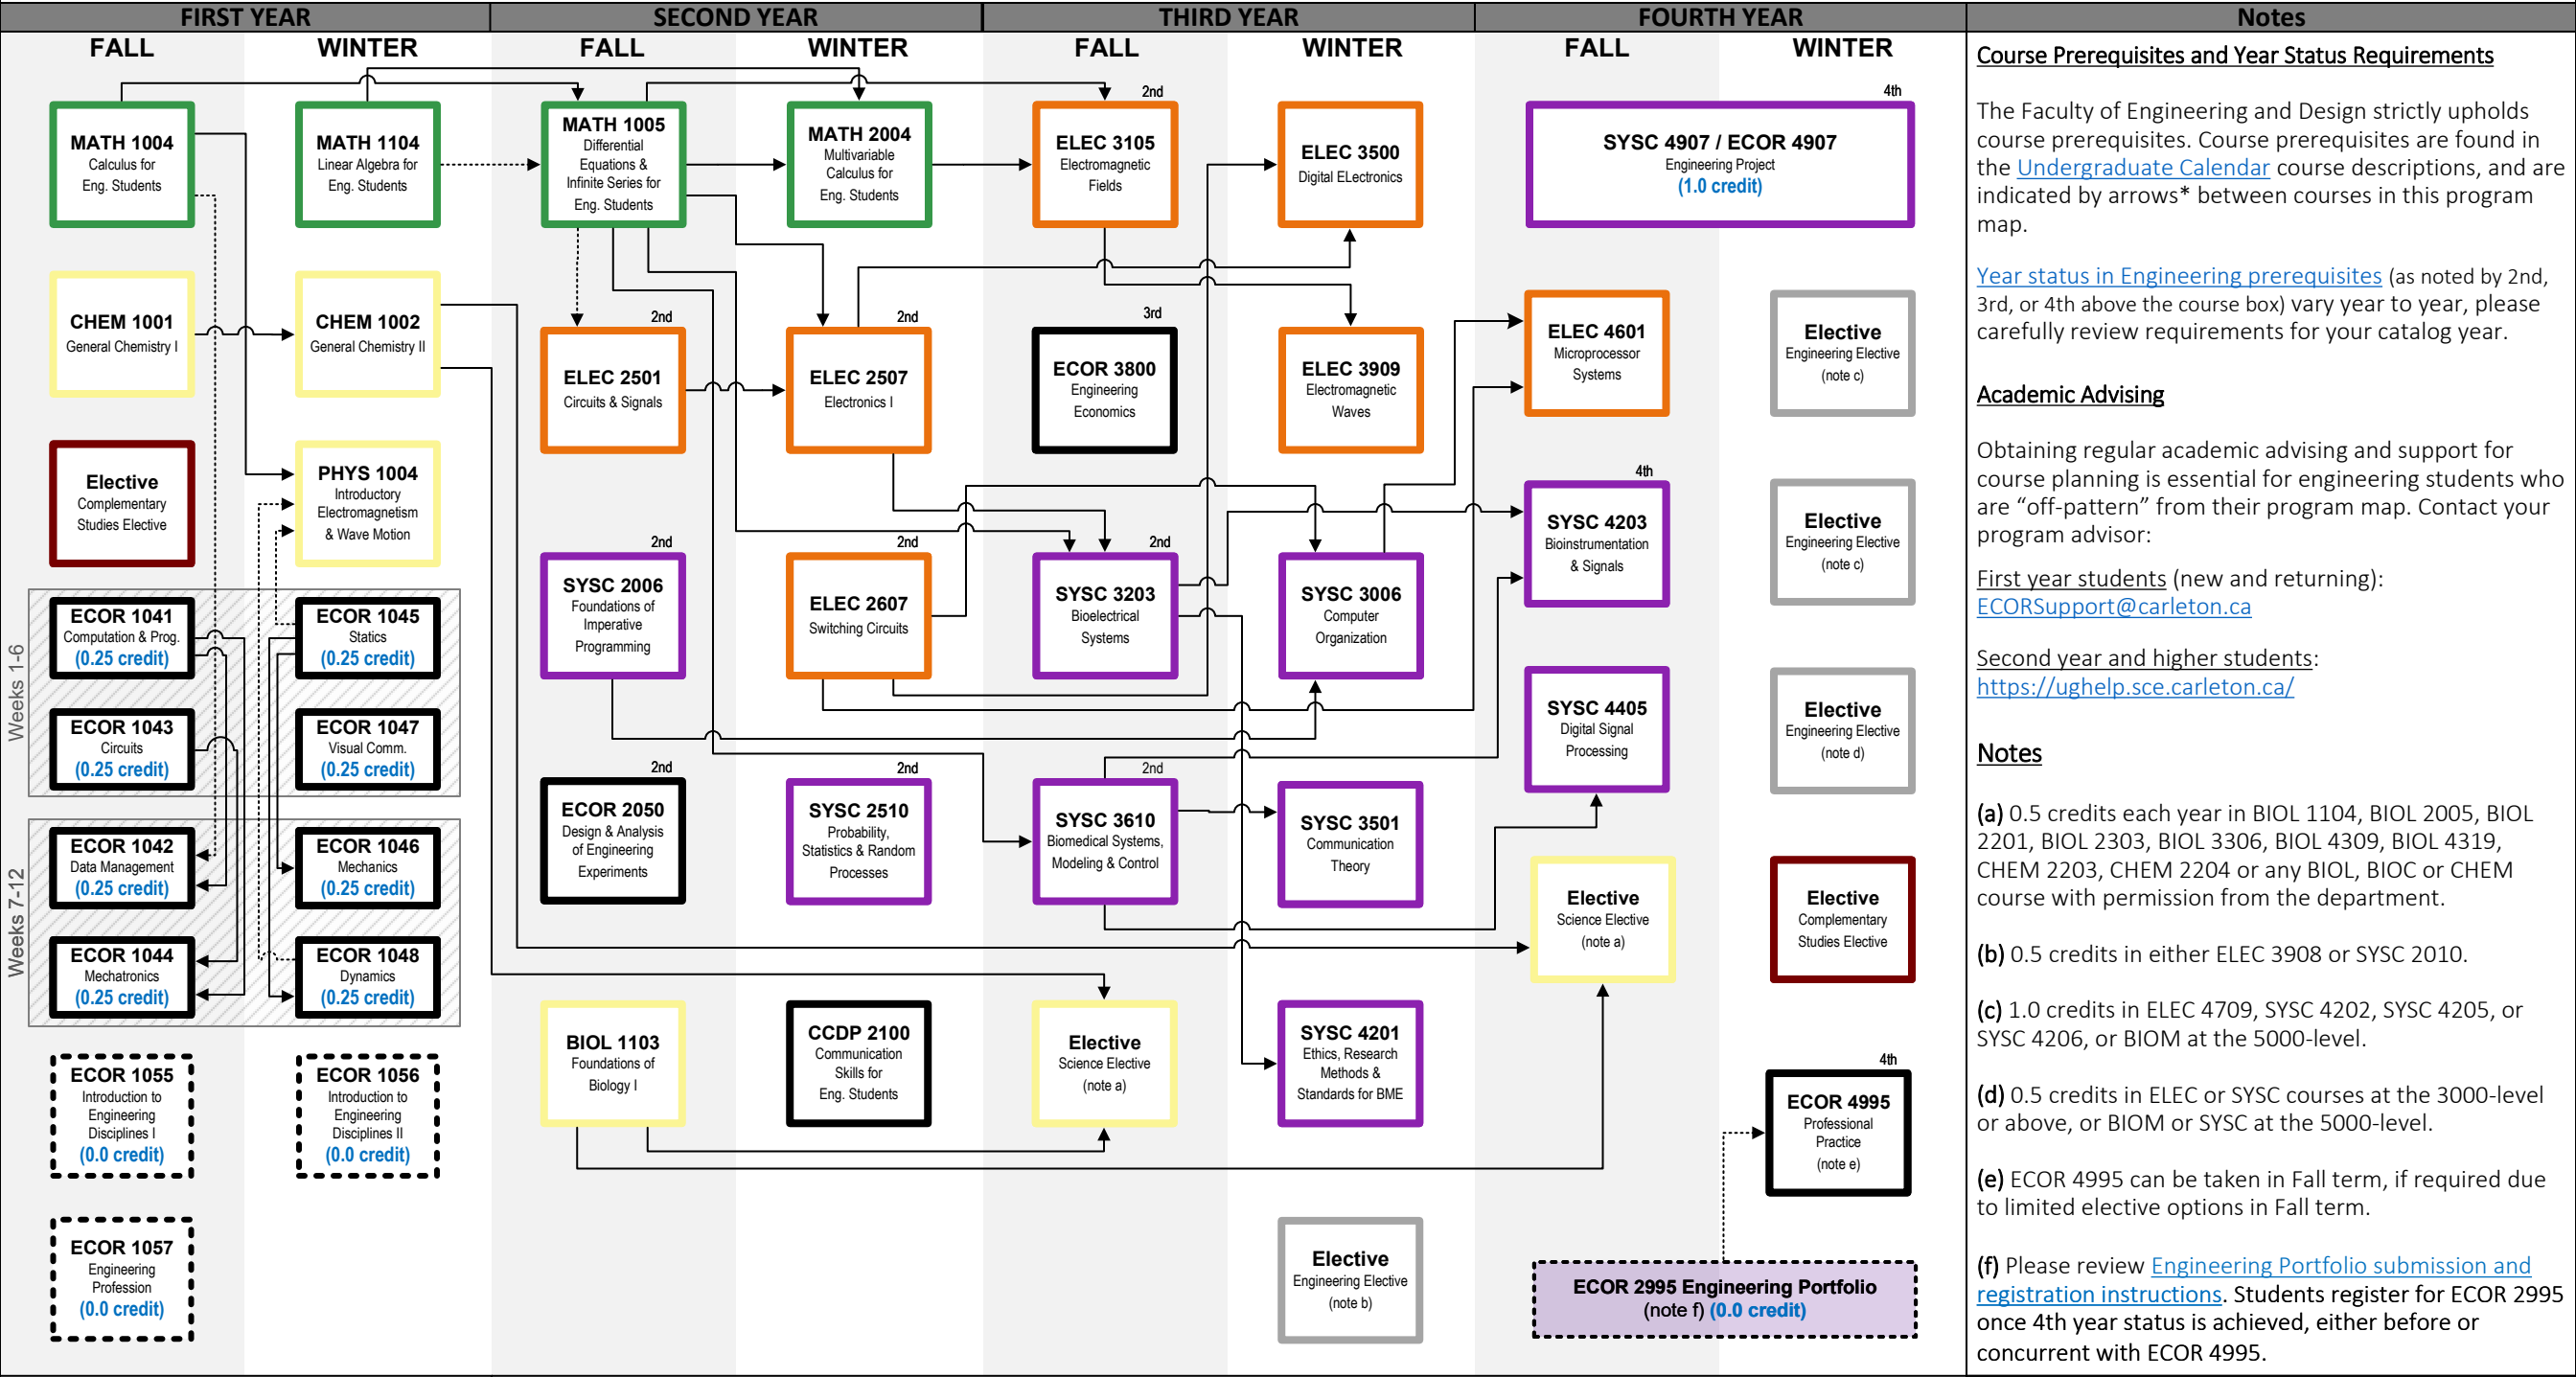 FIRST YEAR
SECOND YEAR
THIRD YEAR
FOURTH YEAR
Notes
FALL
WINTER
FALL
WINTER
FALL
WINTER
FALL
WINTER
MATH 1004
Calculus for
Eng. Students
CHEM 1001
General Chemistry I
Elective
Complementary
Studies Elective
Weeks 1-6
ECOR 1041
Computation & Prog.
(0.25 credit)
ECOR 1043
Circuits
(0.25 credit)
Weeks 7-12
ECOR 1042
Data Management
(0.25 credit)
ECOR 1044
Mechatronics
(0.25 credit)
ECOR 1055
Introduction to
Engineering
Disciplines I
(0.0 credit)
ECOR 1057
Engineering
Profession
(0.0 credit)
MATH 1104
Linear Algebra for
Eng. Students
CHEM 1002
General Chemistry II
PHYS 1004
Introductory
Electromagnetism
& Wave Motion
ECOR 1045
Statics
(0.25 credit)
ECOR 1047
Visual Comm.
(0.25 credit)
ECOR 1046
Mechanics
(0.25 credit)
ECOR 1048
Dynamics
(0.25 credit)
ECOR 1056
Introduction to
Engineering
Disciplines II
(0.0 credit)
MATH 1005
Differential
Equations &
Infinite Series for
Eng. Students
2nd
ELEC 2501
Circuits & Signals
2nd
SYSC 2006
Foundations of
Imperative
Programming
2nd
ECOR 2050
Design & Analysis
of Engineering
Experiments
BIOL 1103
Foundations of
Biology I
MATH 2004
Multivariable
Calculus for
Eng. Students
2nd
ELEC 2507
Electronics I
2nd
ELEC 2607
Switching Circuits
2nd
SYSC 2510
Probability,
Statistics & Random
Processes
CCDP 2100
Communication
Skills for
Eng. Students
2nd
ELEC 3105
Electromagnetic
Fields
3rd
ECOR 3800
Engineering
Economics
2nd
SYSC 3203
Bioelectrical
Systems
2nd
SYSC 3610
Biomedical Systems,
Modeling & Control
Elective
Science Elective
(note a)
ELEC 3500
Digital ELectronics
ELEC 3909
Electromagnetic
Waves
SYSC 3006
Computer
Organization
SYSC 3501
Communication
Theory
SYSC 4201
Ethics, Research
Methods &
Standards for BME
Elective
Engineering Elective
(note b)
4th
SYSC 4907 / ECOR 4907
Engineering Project
(1.0 credit)
ELEC 4601
Microprocessor
Systems
4th
SYSC 4203
Bioinstrumentation
& Signals
SYSC 4405
Digital Signal
Processing
Elective
Science Elective
(note a)
Elective
Engineering Elective
(note c)
Elective
Engineering Elective
(note c)
Elective
Engineering Elective
(note d)
Elective
Complementary
Studies Elective
4th
ECOR 4995
Professional
Practice
(note e)
ECOR 2995 Engineering Portfolio
(note f) (0.0 credit)
Course Prerequisites and Year Status Requirements
The Faculty of Engineering and Design strictly upholds
course prerequisites. Course prerequisites are found in
the Undergraduate Calendar course descriptions, and are
indicated by arrows* between courses in this program
map.
Year status in Engineering prerequisites (as noted by 2nd,
3rd, or 4th above the course box) vary year to year, please
carefully review requirements for your catalog year.
Academic Advising
Obtaining regular academic advising and support for
course planning is essential for engineering students who
are “off-pattern” from their program map. Contact your
program advisor:
First year students (new and returning):
ECORSupport@carleton.ca
Second year and higher students:
https://ughelp.sce.carleton.ca/
Notes
(a) 0.5 credits each year in BIOL 1104, BIOL 2005, BIOL
2201, BIOL 2303, BIOL 3306, BIOL 4309, BIOL 4319,
CHEM 2203, CHEM 2204 or any BIOL, BIOC or CHEM
course with permission from the department.
(b) 0.5 credits in either ELEC 3908 or SYSC 2010.
(c) 1.0 credits in ELEC 4709, SYSC 4202, SYSC 4205, or
SYSC 4206, or BIOM at the 5000-level.
(d) 0.5 credits in ELEC or SYSC courses at the 3000-level
or above, or BIOM or SYSC at the 5000-level.
(e) ECOR 4995 can be taken in Fall term, if required due
to limited elective options in Fall term.
(f) Please review Engineering Portfolio submission and
registration instructions. Students register for ECOR 2995
once 4th year status is achieved, either before or
concurrent with ECOR 4995.